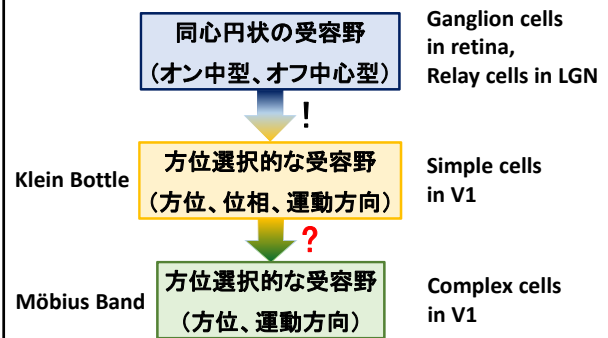 同心円状の受容野
(オン中型、オフ中心型)
Ganglion cells
in retina,
Relay cells in LGN
!
Klein Bottle
方位選択的な受容野
(方位、位相、運動方向)
Simple cells
in V1
?
Möbius Band
方位選択的な受容野
(方位、運動方向)
Complex cells
in V1